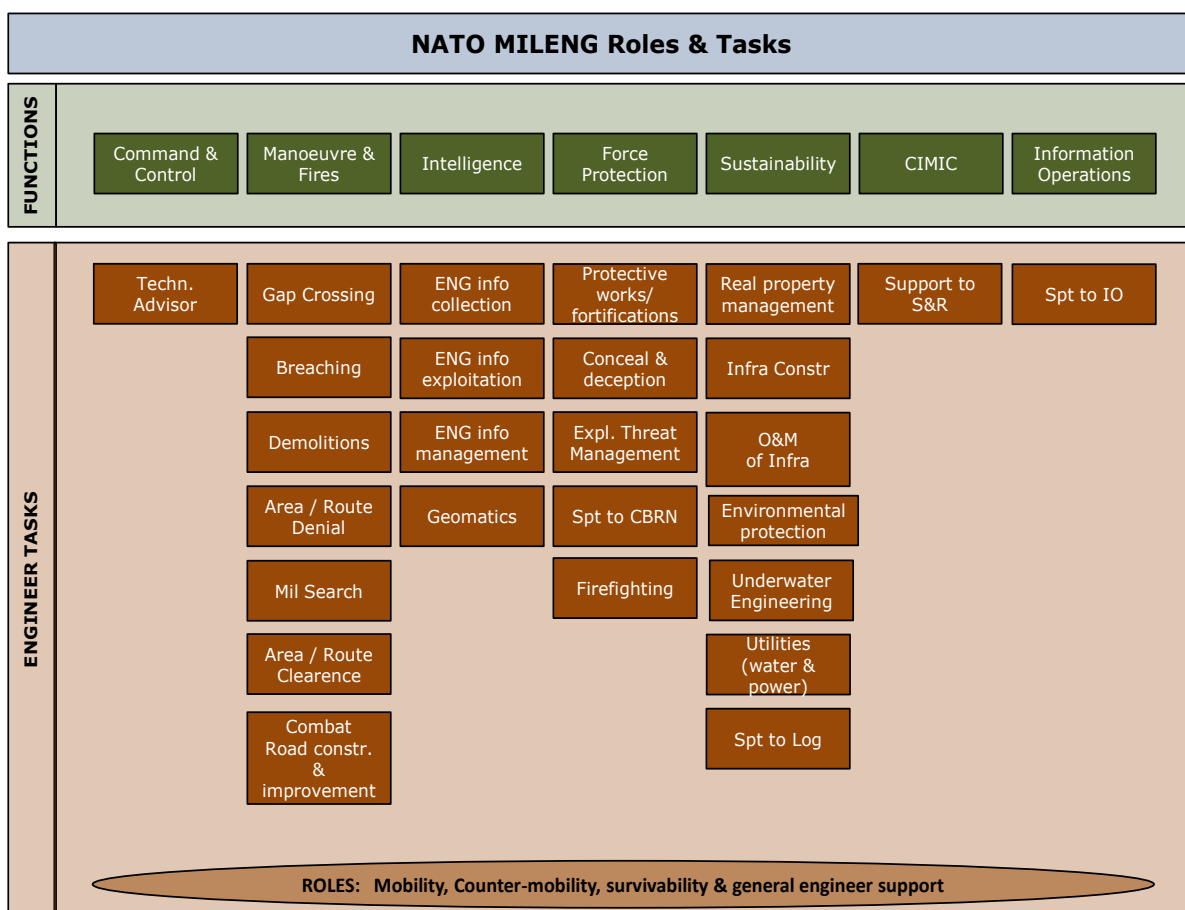 NATO MILENG Roles & Tasks
FUNCTIONS
Command &
Control
Manoeuvre &
Fires
Intelligence
Force
Protection
Sustainability
CIMIC
Information
Operations
ENGINEER TASKS
Techn.
Advisor
Gap Crossing
ENG info
collection
Protective
works/
fortifications
Real property
management
Support to
S&R
Spt to IO
Breaching
ENG info
exploitation
Conceal &
deception
Infra Constr
Demolitions
ENG info
management
Expl. Threat
Management
O&M
of Infra
Area / Route
Denial
Geomatics
Spt to CBRN
Environmental
protection
Mil Search
Firefighting
Underwater
Engineering
Area / Route
Clearence
Utilities
(water &
power)
Combat
Road constr.
&
improvement
Spt to Log
ROLES: Mobility, Counter-mobility, survivability & general engineer support